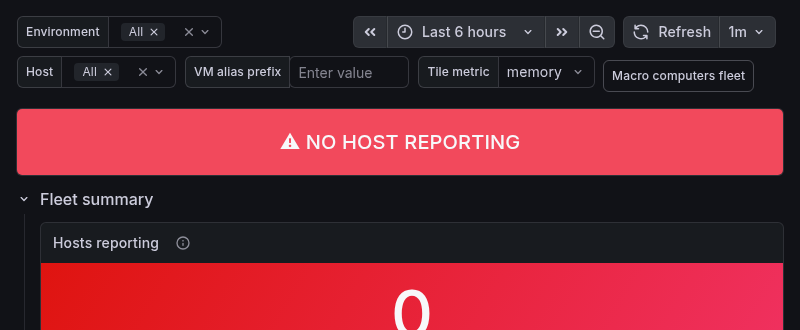 Environment All Last 6 hours Refresh 1m
Host All VM alias prefix Enter value Tile metric memory Macro computers fleet
NO HOST REPORTING
Fleet summary
Hosts reporting
0